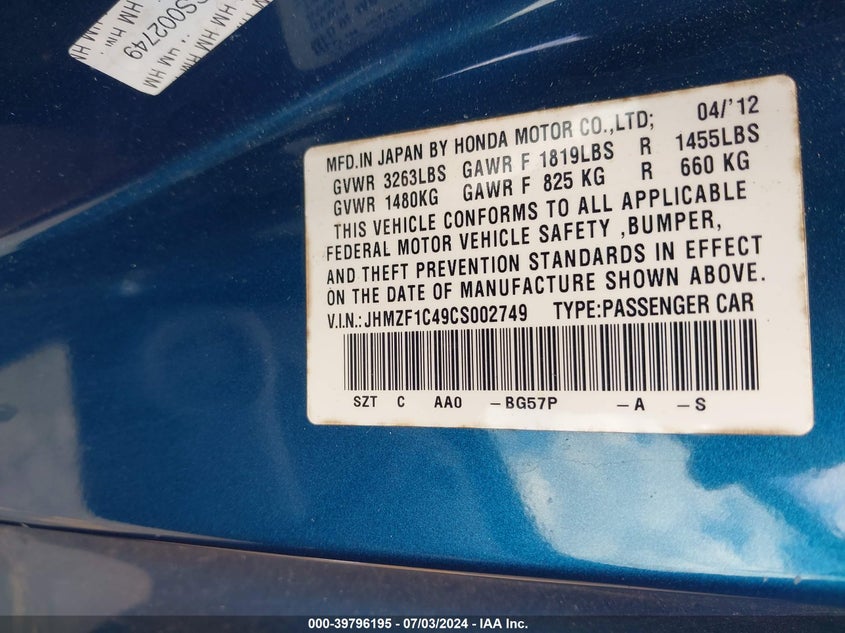 S002749
HM HM
MFD.IN JAPAN BY HONDA MOTOR CO.,LTD; 04/'12
GVWR 3263LBS GAWR F 1819LBS R 1455LBS
GVWR 1480KG GAWR F 825 KG R 660 KG
THIS VEHICLE CONFORMS TO ALL APPLICABLE
FEDERAL MOTOR VEHICLE SAFETY ,BUMPER,
AND THEFT PREVENTION STANDARDS IN EFFECT
ON THE DATE OF MANUFACTURE SHOWN ABOVE.
V.I.N.: JHMZF1C49CS002749 TYPE:PASSENGER CAR
SZT C AA0 -BG57P -A -S
000-39796195 / 07/03/2024 - IAA Inc.